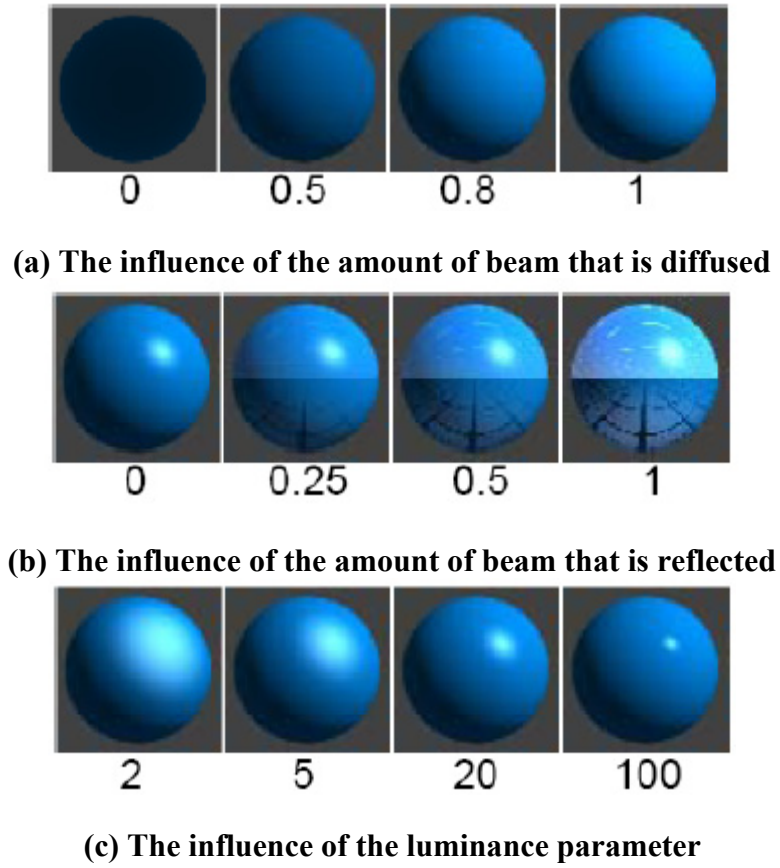 0 0.5 0.8 1
(a) The influence of the amount of beam that is diffused
0 0.25 0.5 1
(b) The influence of the amount of beam that is reflected
2 5 20 100
(c) The influence of the luminance parameter